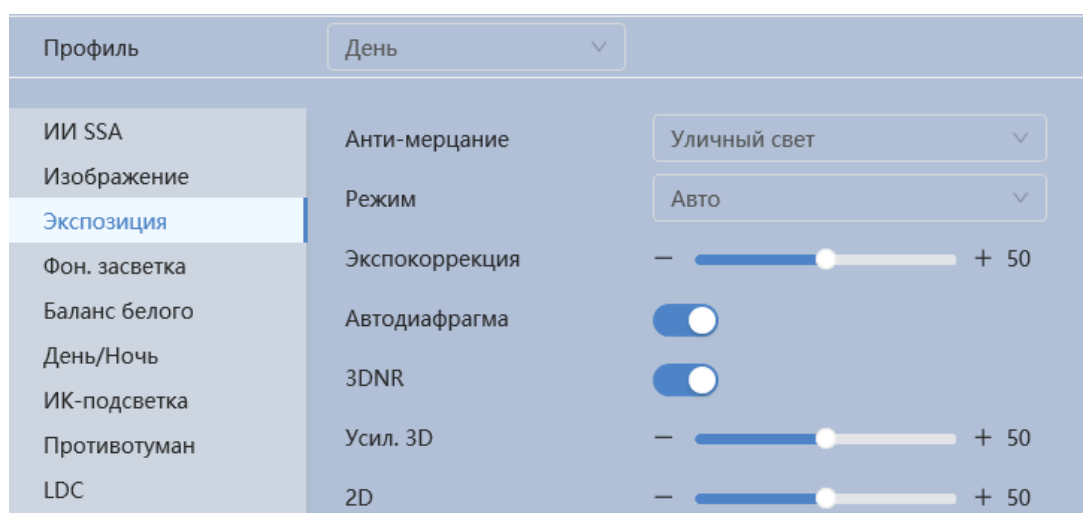 Профиль День
ИИ SSA
Изображение
Экспозиция
Фон. засветка
Баланс белого
День/Ночь
ИК-подсветка
Противотуман
LDC
Анти-мерцание Уличный свет
Режим Авто
Экспокоррекция − + 50
Автодиафрагма
3DNR
Усил. 3D − + 50
2D − + 50